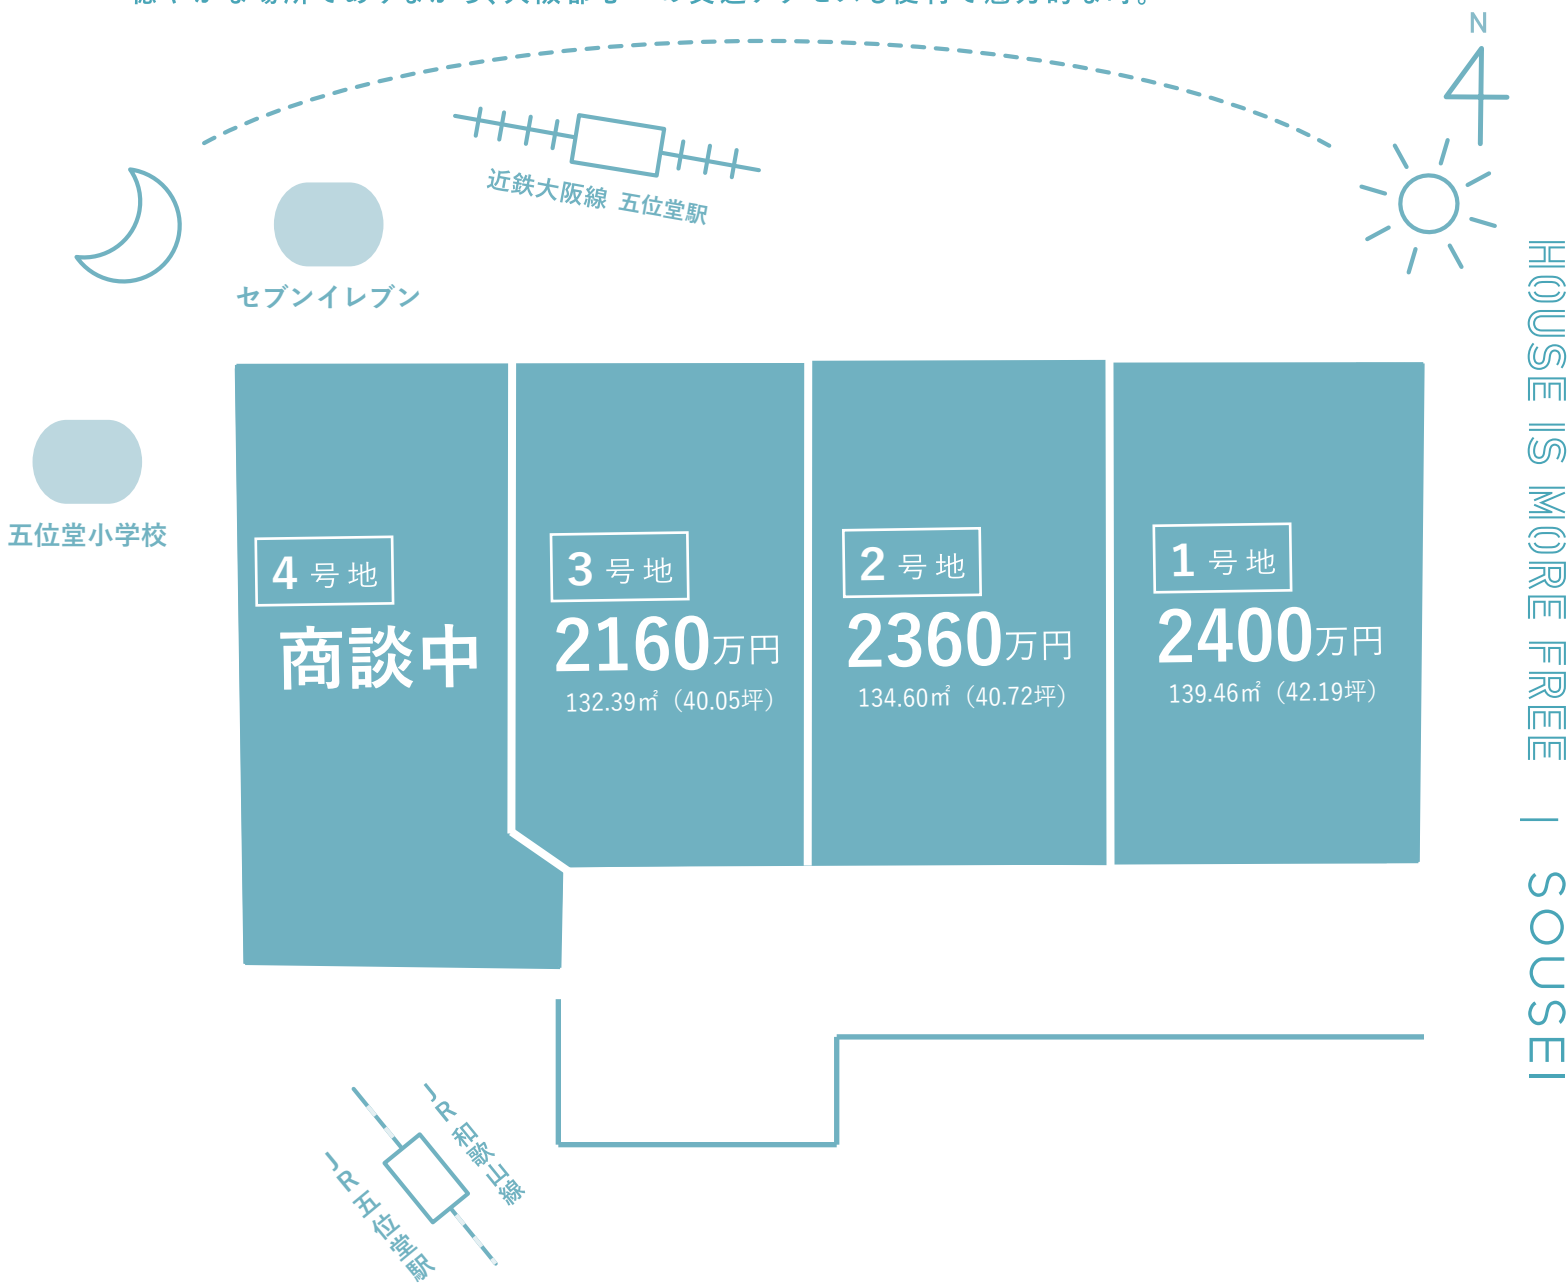 N
近鉄大阪線 五位堂駅
セブンイレブン
五位堂小学校
4号地
商談中
3号地
2160万円
132.39㎡（40.05坪）
2号地
2360万円
134.60㎡（40.72坪）
1号地
2400万円
139.46㎡（42.19坪）
HOUSE IS MORE FREE | SOUSEI
JR和歌山線
JR五位堂駅